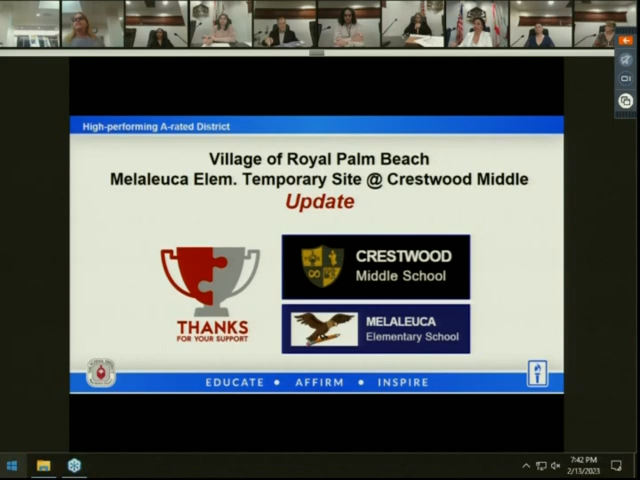 High-performing A-rated District
Village of Royal Palm Beach
Melaleuca Elem. Temporary Site @ Crestwood Middle
Update
CRESTWOOD
Middle School
THANKS
FOR YOUR SUPPORT
MELALEUCA
Elementary School
EDUCATE • AFFIRM • INSPIRE
7:42 PM
2/13/2023